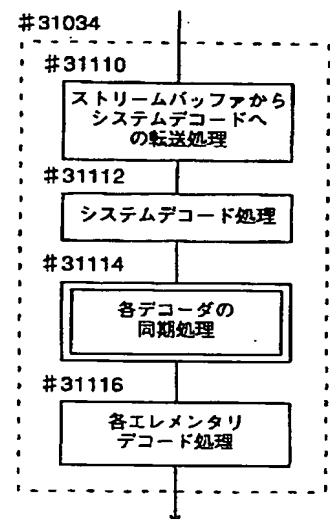 #31034
#31110
ストリームバッファから
システムデコードへ
の転送処理
#31112
システムデコード処理
#31114
各デコーダの
同期処理
#31116
各エレメンタリ
デコード処理